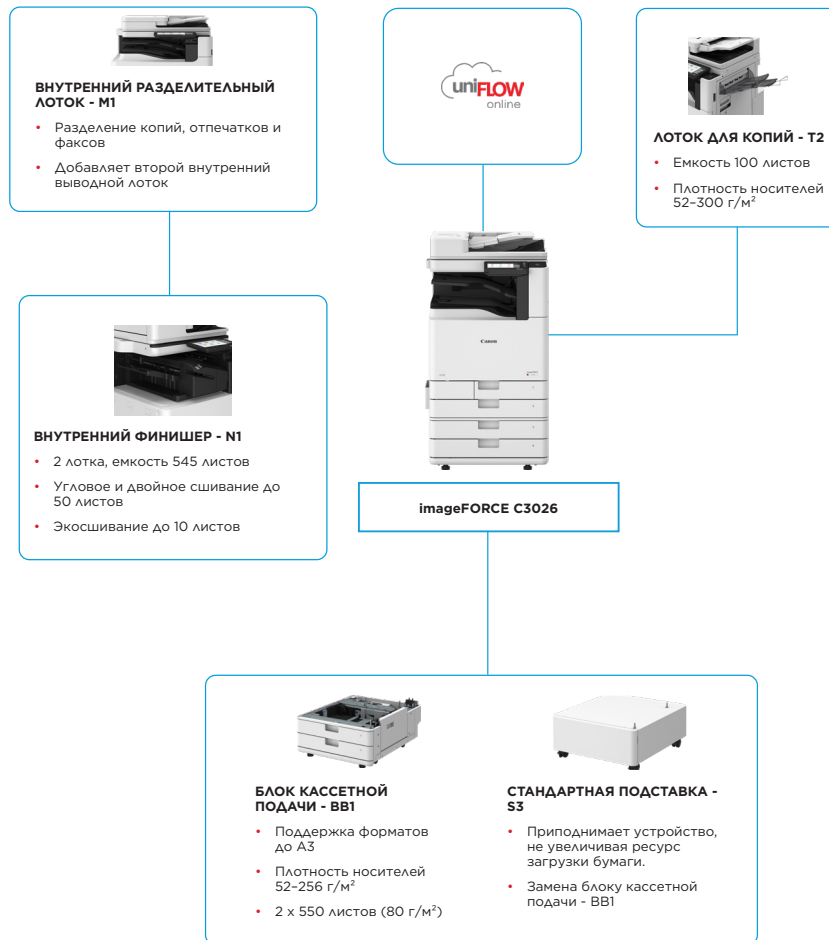 ВНУТРЕННИЙ РАЗДЕЛИТЕЛЬНЫЙ
ЛОТОК - M1
• Разделение копий, отпечатков и
факсов
• Добавляет второй внутренний
выводной лоток
uniFLOW
online
ЛОТОК ДЛЯ КОПИЙ - T2
• Емкость 100 листов
• Плотность носителей
52–300 г/м²
Canon
ВНУТРЕННИЙ ФИНИШЕР - N1
• 2 лотка, емкость 545 листов
• Угловое и двойное сшивание до
50 листов
• Экосшивание до 10 листов
imageFORCE C3026
БЛОК КАССЕТНОЙ
ПОДАЧИ - BB1
• Поддержка форматов
до A3
• Плотность носителей
52–256 г/м²
• 2 x 550 листов (80 г/м²)
СТАНДАРТНАЯ ПОДСТАВКА -
S3
• Приподнимает устройство,
не увеличивая ресурс
загрузки бумаги.
• Замена блоку кассетной
подачи - BB1